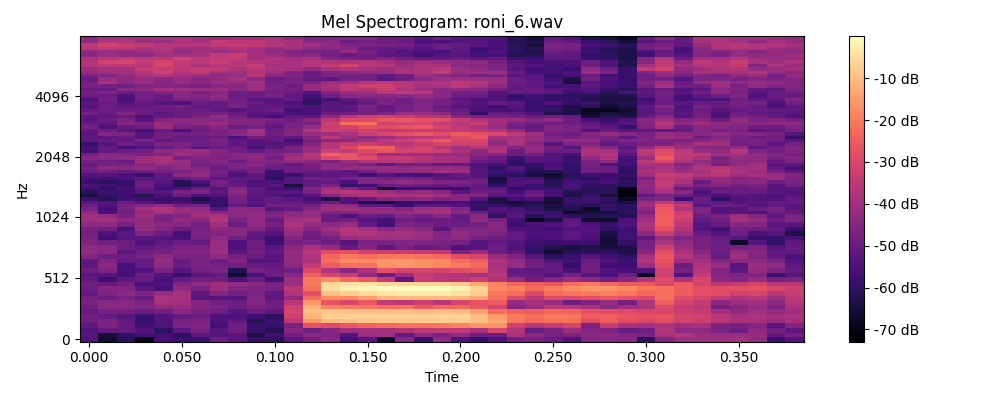 Mel Spectrogram: roni_6.wav
Hz
4096
2048
1024
512
0
0.000 0.050 0.100 0.150 0.200 0.250 0.300 0.350
Time
-10 dB
-20 dB
-30 dB
-40 dB
-50 dB
-60 dB
-70 dB